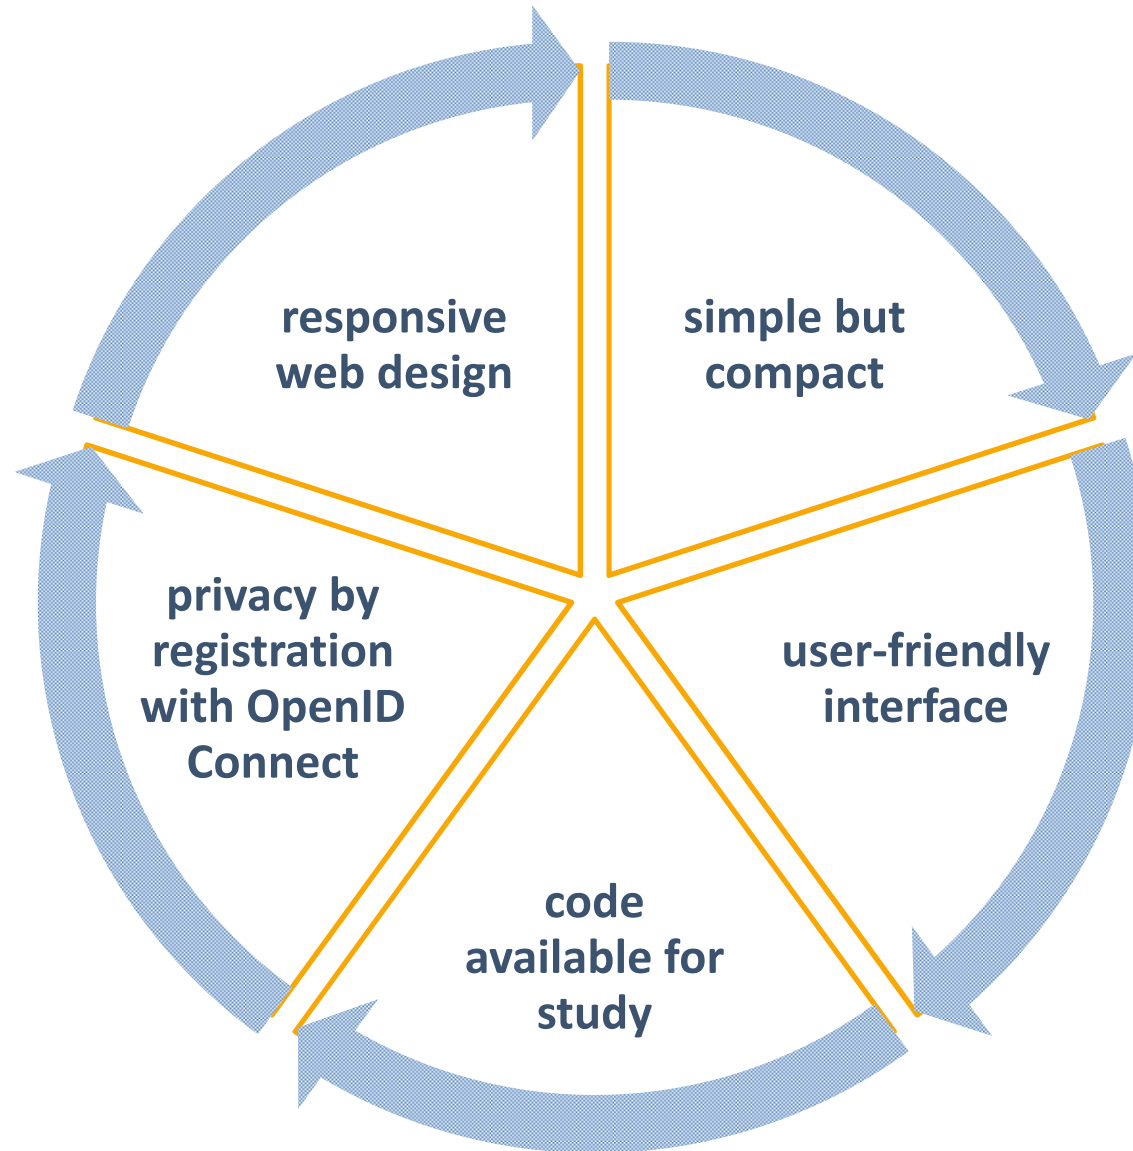 responsive
web design
simple but
compact
privacy by
registration
with OpenID
Connect
user-friendly
interface
code
available for
study